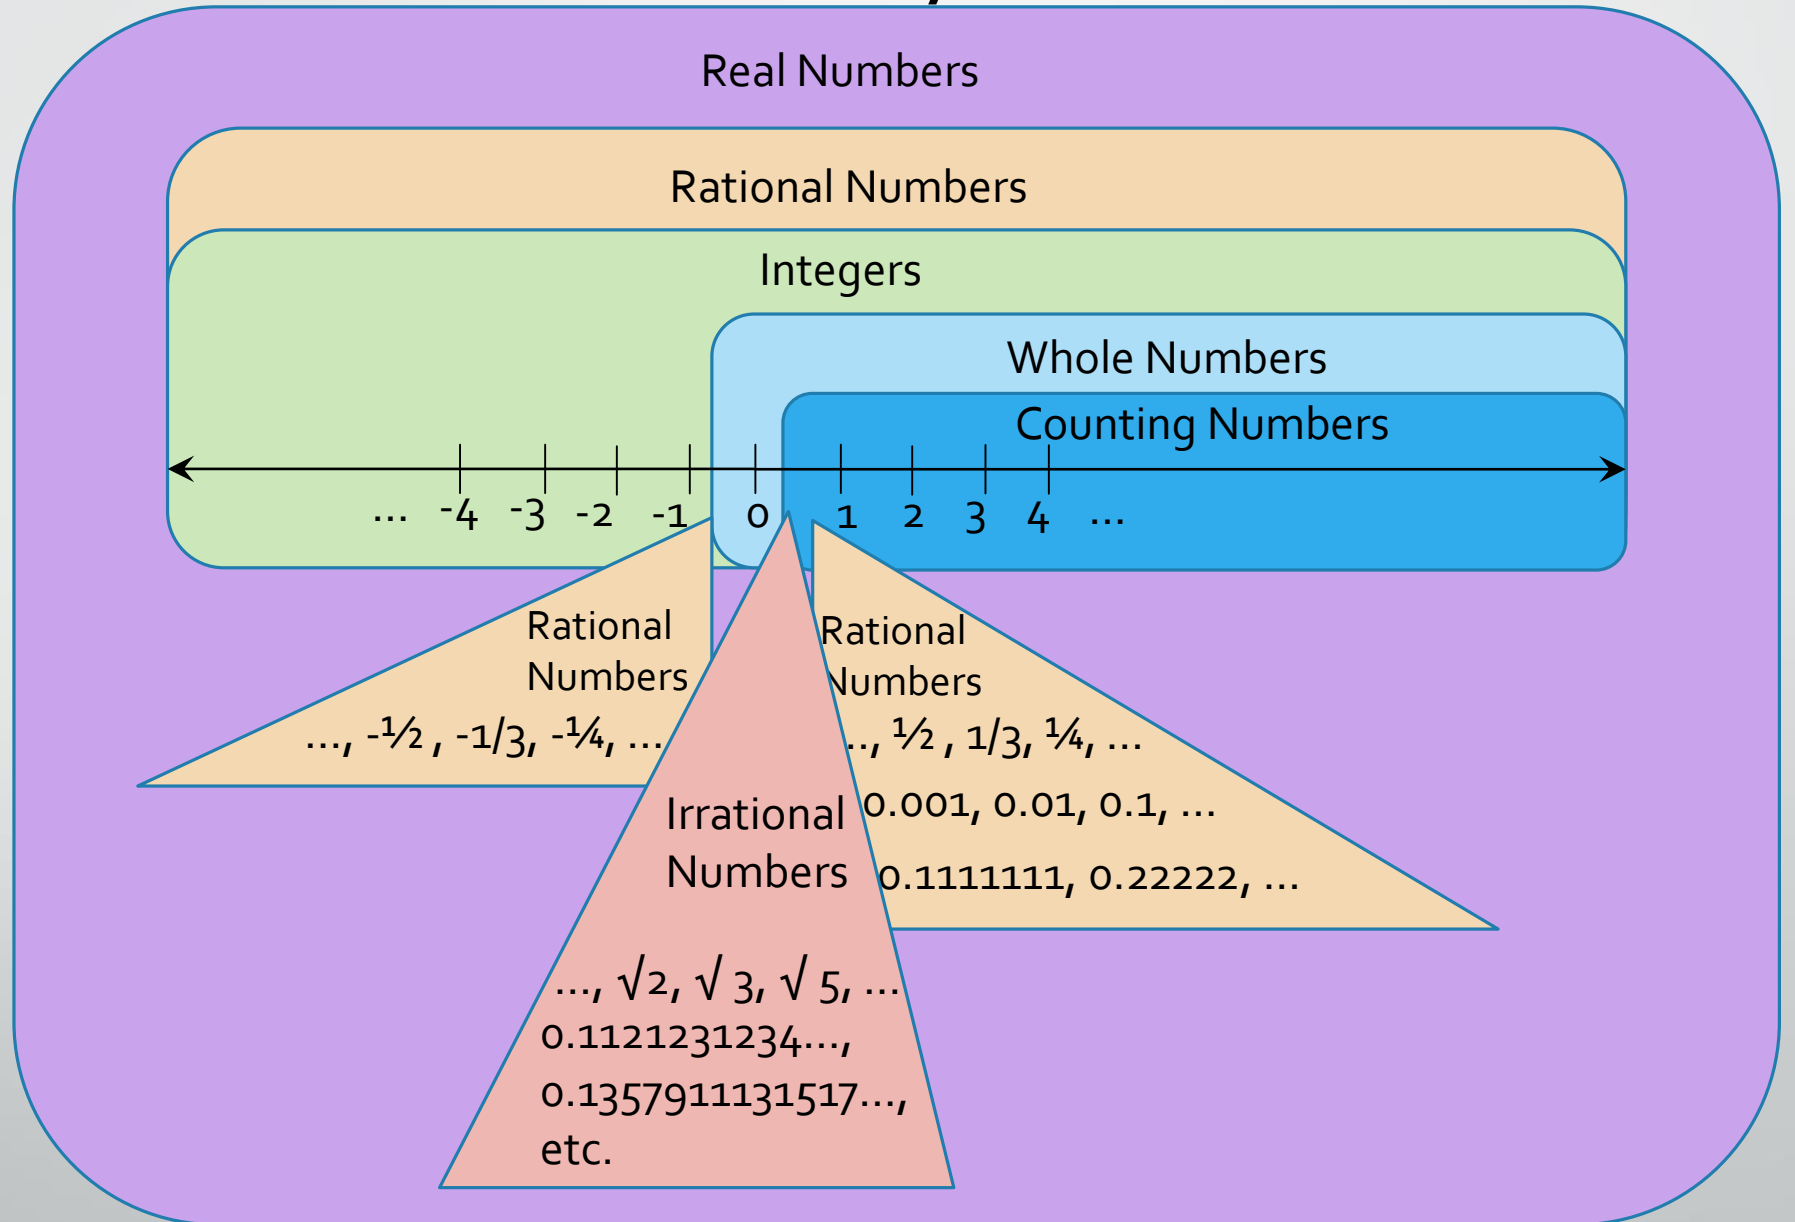 Real Numbers
Rational Numbers
Integers
Whole Numbers
Counting Numbers
... -4 -3 -2 -1 0 1 2 3 4 ...
Rational
Numbers
..., -½ , -1/3, -¼, ...
Rational
Numbers
.., ½ , 1/3, ¼, ...
0.001, 0.01, 0.1, ...
0.1111111, 0.22222, ...
Irrational
Numbers
..., √2, √ 3, √ 5, ...
0.1121231234...,
0.1357911131517...,
etc.